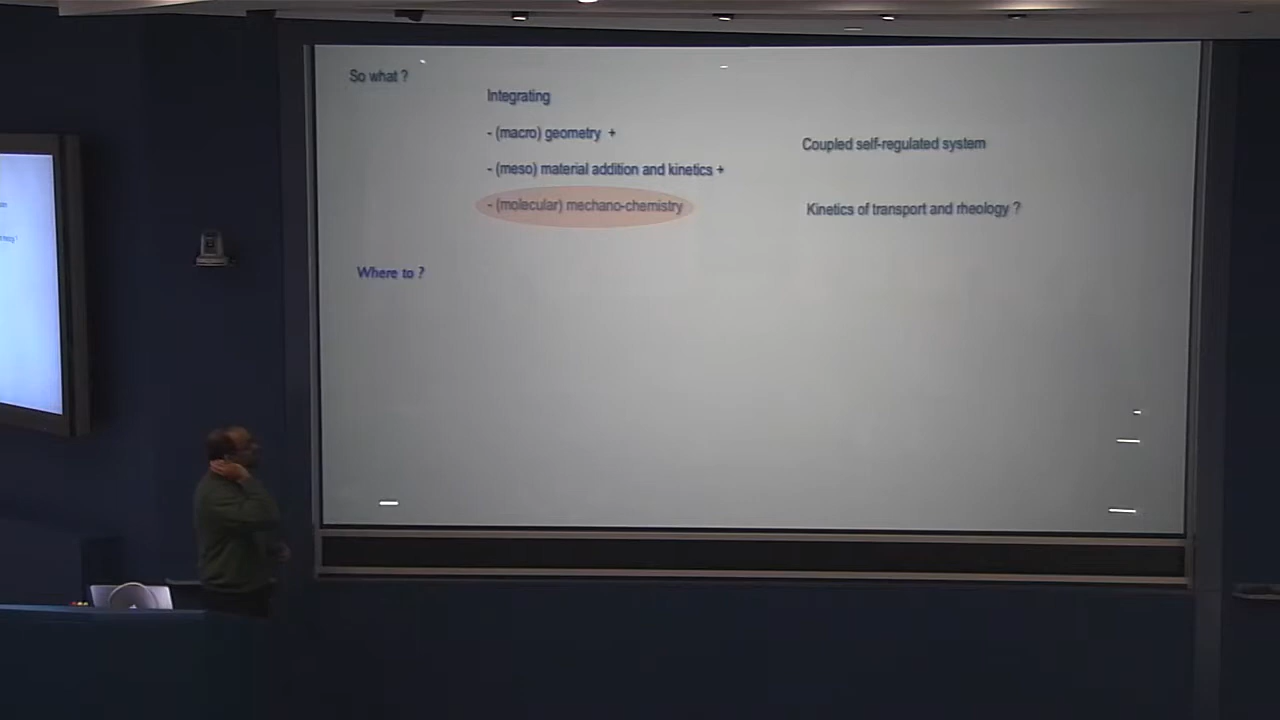 So what ?
Integrating
- (macro) geometry +
Coupled self-regulated system
- (meso) material addition and kinetics +
- (molecular) mechano-chemistry
Kinetics of transport and rheology ?
Where to ?